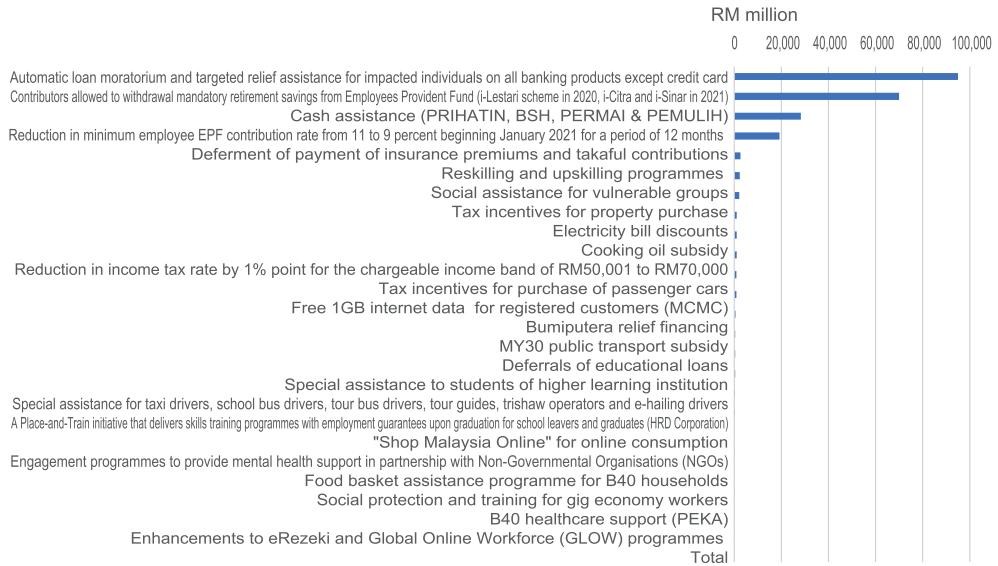 RM million
0 20,000 40,000 60,000 80,000 100,000
Automatic loan moratorium and targeted relief assistance for impacted individuals on all banking products except credit card
Contributors allowed to withdrawal mandatory retirement savings from Employees Provident Fund (i-Lestari scheme in 2020, i-Citra and i-Sinar in 2021)
Cash assistance (PRIHATIN, BSH, PERMAI & PEMULIH)
Reduction in minimum employee EPF contribution rate from 11 to 9 percent beginning January 2021 for a period of 12 months
Deferment of payment of insurance premiums and takaful contributions
Reskilling and upskilling programmes
Social assistance for vulnerable groups
Tax incentives for property purchase
Electricity bill discounts
Cooking oil subsidy
Reduction in income tax rate by 1% point for the chargeable income band of RM50,001 to RM70,000
Tax incentives for purchase of passenger cars
Free 1GB internet data for registered customers (MCMC)
Bumiputera relief financing
MY30 public transport subsidy
Deferrals of educational loans
Special assistance to students of higher learning institution
Special assistance for taxi drivers, school bus drivers, tour bus drivers, tour guides, trishaw operators and e-hailing drivers
A Place-and-Train initiative that delivers skills training programmes with employment guarantees upon graduation for school leavers and graduates (HRD Corporation)
"Shop Malaysia Online" for online consumption
Engagement programmes to provide mental health support in partnership with Non-Governmental Organisations (NGOs)
Food basket assistance programme for B40 households
Social protection and training for gig economy workers
B40 healthcare support (PEKA)
Enhancements to eRezeki and Global Online Workforce (GLOW) programmes
Total